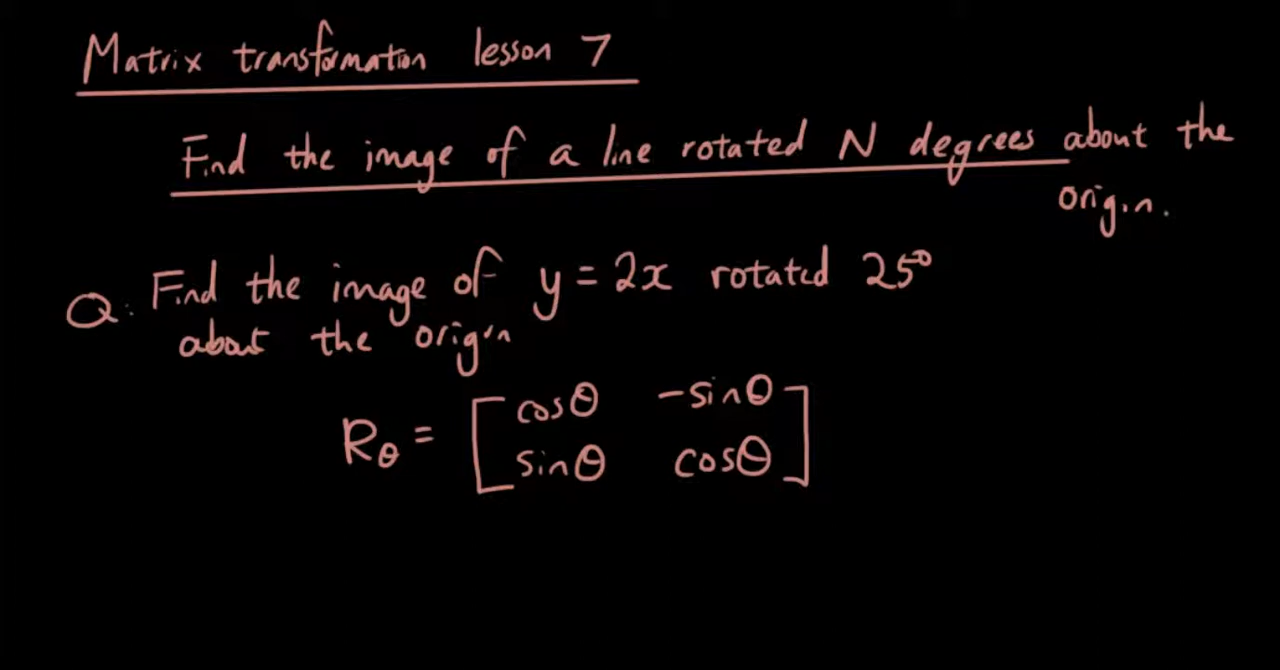 Matrix transformation lesson 7
Find the image of a line rotated N degrees about the
origin.
Q: Find the image of y = 2x rotated 25°
about the origin
Rθ = [ cosθ -sinθ
sinθ cosθ ]